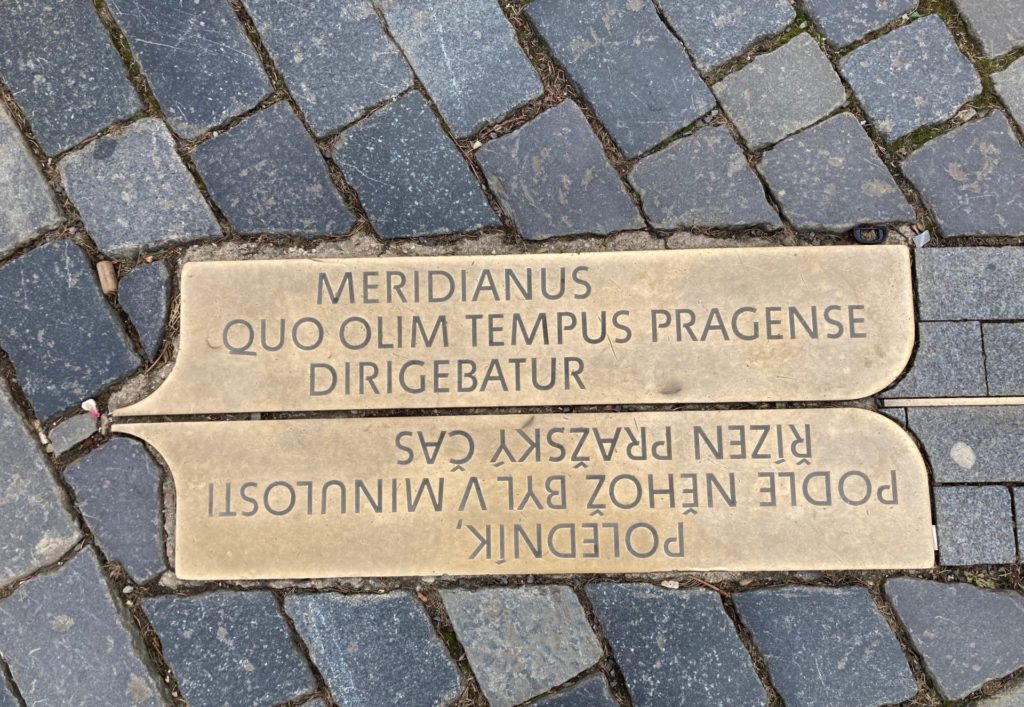 MERIDIANUS
QUO OLIM TEMPUS PRAGENSE
DIRIGEBATUR
POLEDNÍK,
PODLE NĚHOŽ BYL V MINULOSTI
ŘÍZEN PRAŽSKÝ ČAS